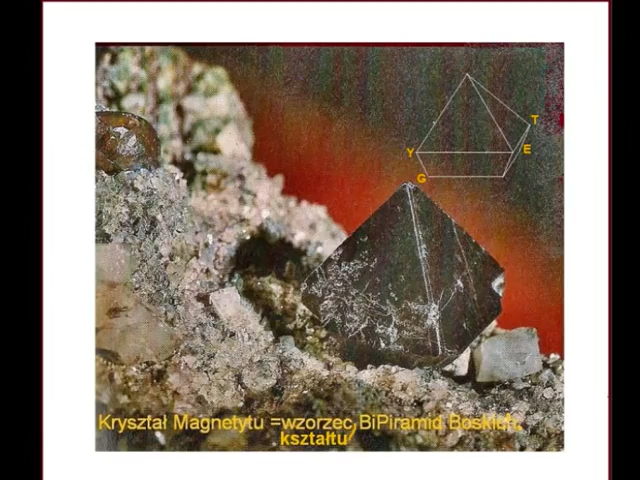 T
Y
E
G
Kryształ Magnetytu =wzorzec BiPiramid Boskich
kształtu